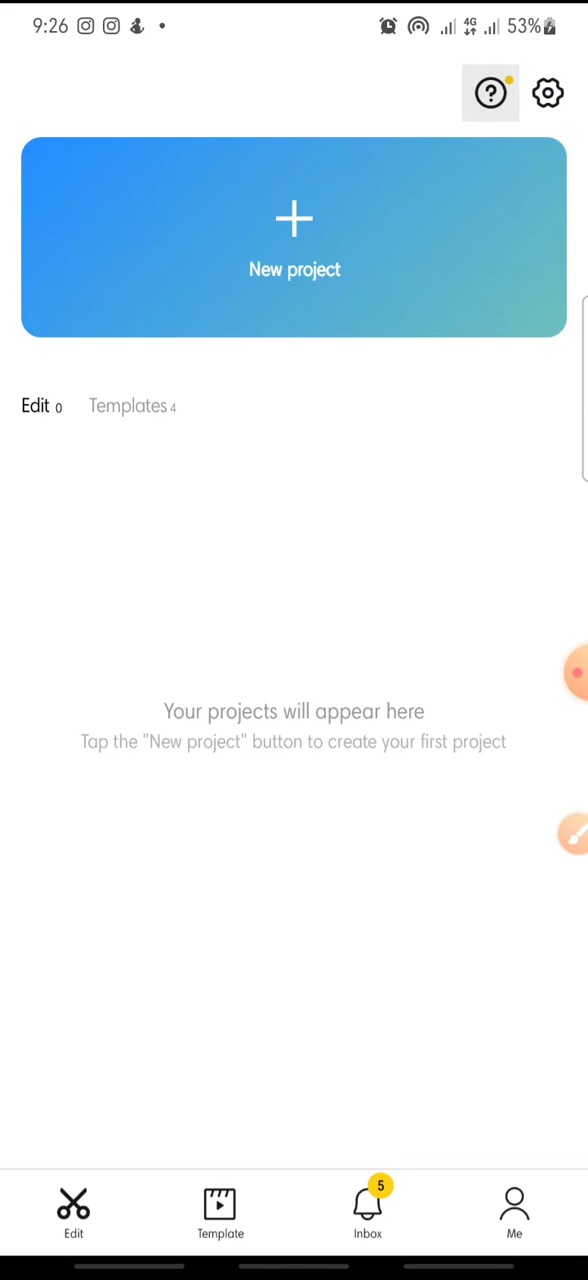 9:26 4G 53%
New project
Edit 0 Templates 4
Your projects will appear here
Tap the "New project" button to create your first project
5
Edit Template Inbox Me